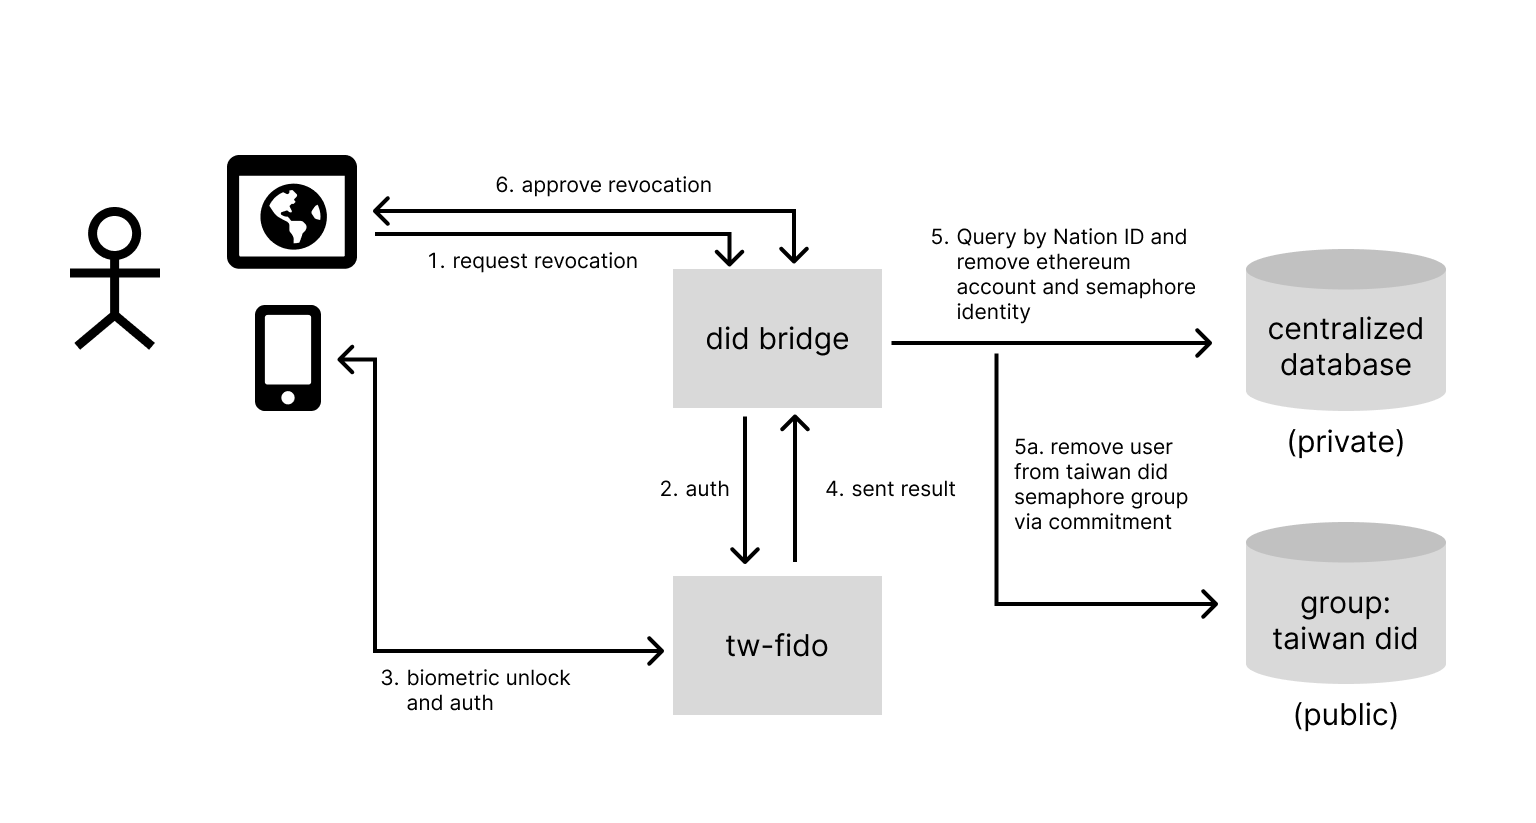 6. approve revocation
1. request revocation
5. Query by Nation ID and
remove ethereum
account and semaphore
identity
did bridge
centralized
database
(private)
2. auth
4. sent result
5a. remove user
from taiwan did
semaphore group
via commitment
group:
taiwan did
(public)
tw-fido
3. biometric unlock
and auth